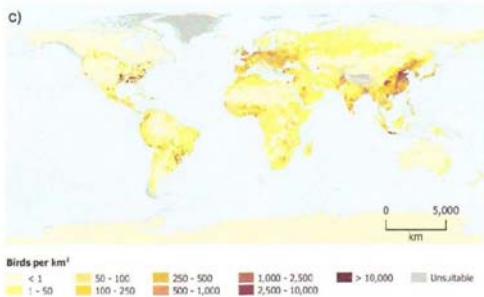 c)
0 5,000
km
Birds per km²
< 1 50 - 100 250 - 500 1,000 - 2,500 > 10,000 Unsuitable
1 - 50 100 - 250 500 - 1,000 2,500 - 10,000